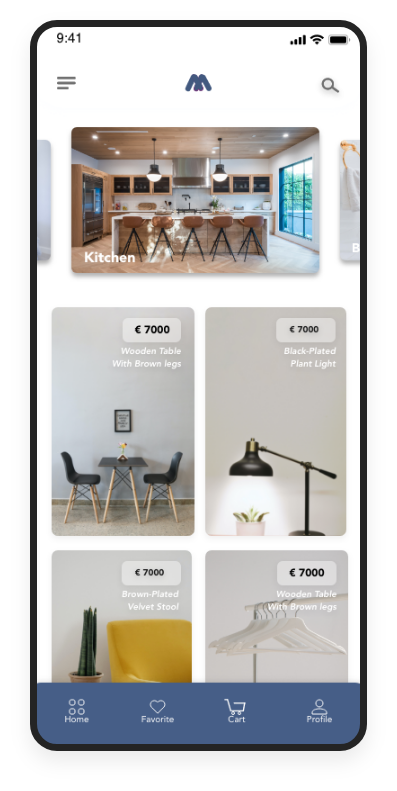 9:41
Kitchen
B
€ 7000
Wooden Table
With Brown legs
€ 7000
Black-Plated
Plant Light
€ 7000
Brown-Plated
Velvet Stool
€ 7000
Wooden Table
With Brown legs
Home
Favorite
Cart
Profile